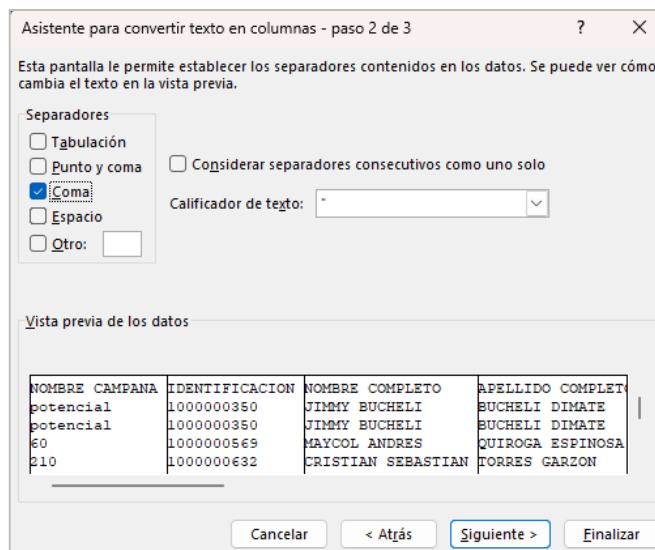 Asistente para convertir texto en columnas - paso 2 de 3 ? ×
Esta pantalla le permite establecer los separadores contenidos en los datos. Se puede ver cómo
cambia el texto en la vista previa.
Separadores
Tabulación
Punto y coma
Coma
Espacio
Otro:
Considerar separadores consecutivos como uno solo
Calificador de texto: "
Vista previa de los datos
NOMBRE CAMPANA IDENTIFICACION NOMBRE COMPLETO APELLIDO COMPLETO
potencial 1000000350 JIMMY BUCHELI BUCHELI DIMATE
potencial 1000000350 JIMMY BUCHELI BUCHELI DIMATE
60 1000000569 MAYCOL ANDRES QUIROGA ESPINOSA
210 1000000632 CRISTIAN SEBASTIAN TORRES GARZON
Cancelar < Atrás Siguiente > Finalizar